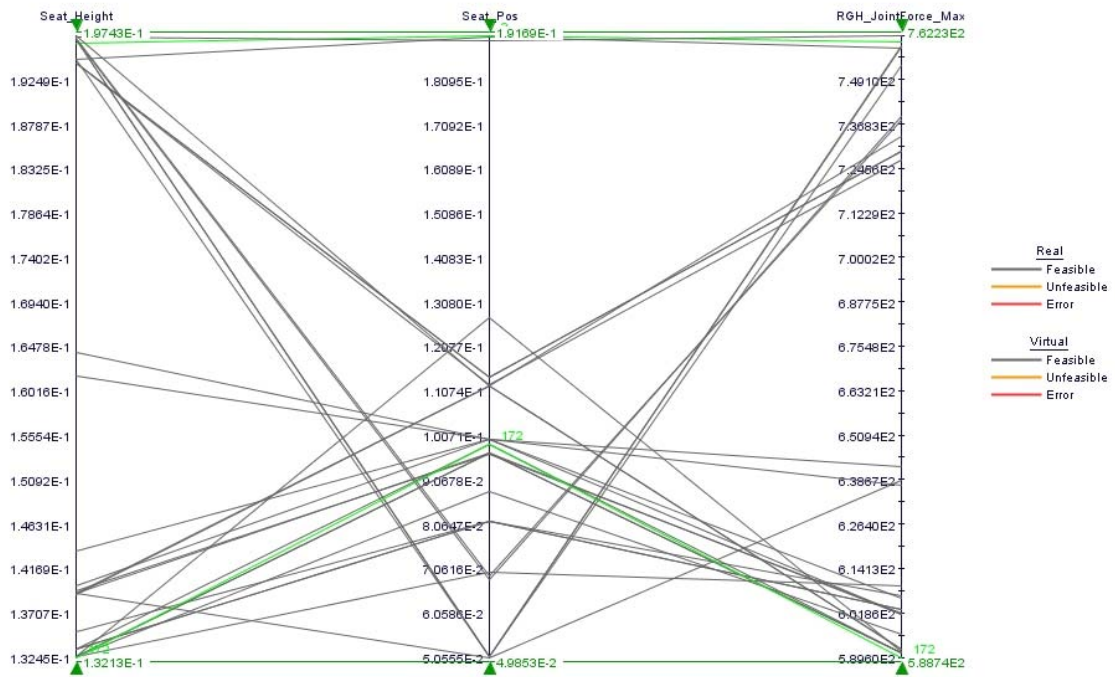 Seat_Height Seat_Pos RGH_JointForce_Max
1.9743E-1 1.9169E-1 7.6223E2
1.9249E-1 1.8095E-1 7.4910E2
1.8787E-1 1.7092E-1 7.3683E2
1.8325E-1 1.6089E-1 7.2456E2
1.7864E-1 1.5086E-1 7.1229E2
1.7402E-1 1.4083E-1 7.0002E2
1.6940E-1 1.3080E-1 6.8775E2
1.6478E-1 1.2077E-1 6.7548E2
1.6016E-1 1.1074E-1 6.6321E2
1.5554E-1 1.0071E-1 172 6.5094E2
1.5092E-1 9.0678E-2 6.3867E2
1.4631E-1 8.0647E-2 6.2640E2
1.4169E-1 7.0616E-2 6.1413E2
1.3707E-1 6.0586E-2 6.0186E2
1.3245E-1 5.0555E-2 5.8960E2 172
1.3213E-1 4.9853E-2 5.8874E2
Real
Feasible
Unfeasible
Error
Virtual
Feasible
Unfeasible
Error